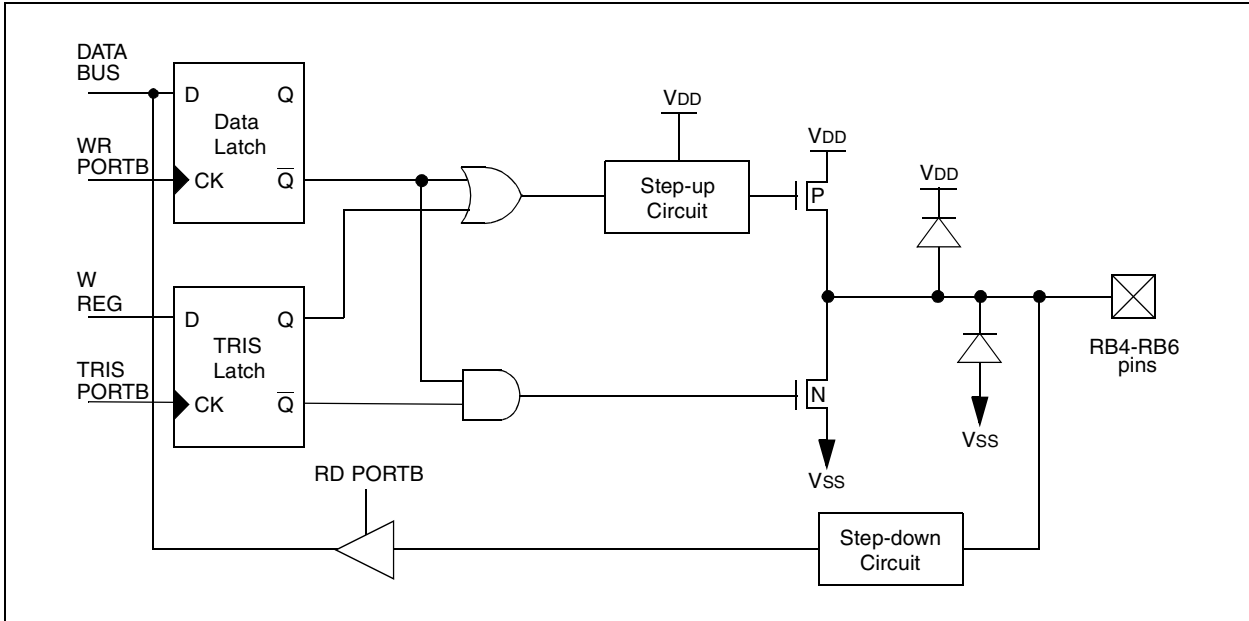 DATA
BUS
D
Q
Data
Latch
WR
PORTB
CK
Q̅
VDD
Step-up
Circuit
VDD
P
VDD
W
REG
D
Q
TRIS
Latch
TRIS
PORTB
CK
Q̅
N
VSS
VSS
RB4-RB6
pins
RD PORTB
Step-down
Circuit